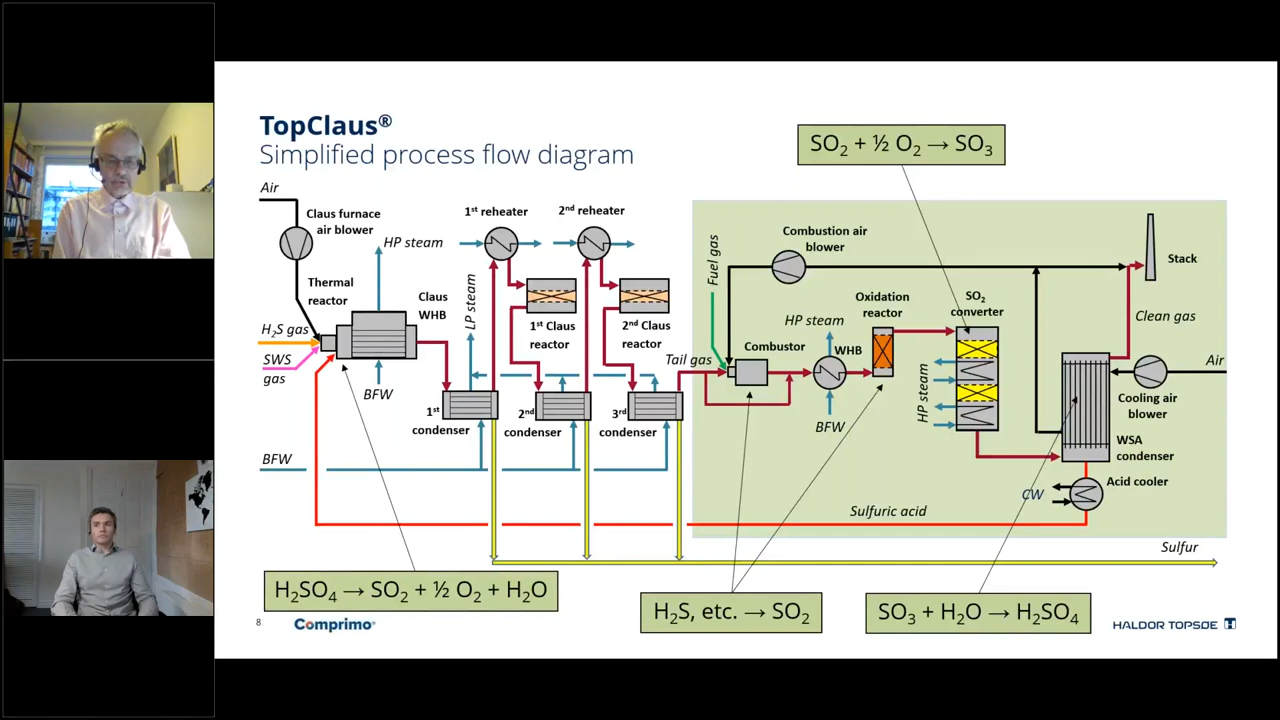 TopClaus®
Simplified process flow diagram
SO₂ + ½ O₂ → SO₃
Air
Claus furnace
air blower
1st reheater
2nd reheater
HP steam
Thermal
reactor
Claus
WHB
LP steam
1st Claus
reactor
2nd Claus
reactor
H₂S gas
SWS
gas
BFW
1st
condenser
2nd
condenser
3rd
condenser
BFW
Tail gas
Fuel gas
Combustion air
blower
Stack
Oxidation
reactor
SO₂
converter
HP steam
Clean gas
Combustor
WHB
BFW
HP steam
Air
Cooling air
blower
WSA
condenser
Acid cooler
CW
Sulfuric acid
Sulfur
H₂SO₄ → SO₂ + ½ O₂ + H₂O
H₂S, etc. → SO₂
SO₃ + H₂O → H₂SO₄
8
Comprimo®
HALDOR TOPSØE